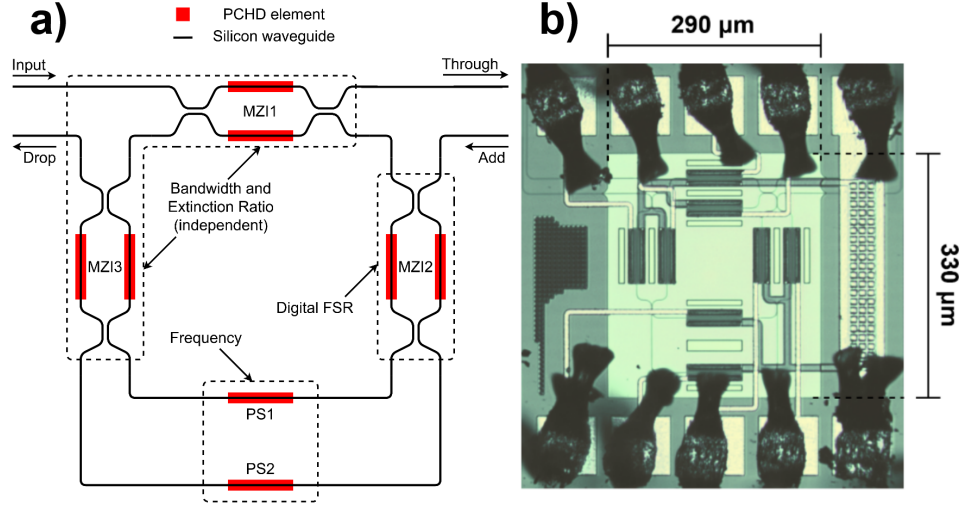 a)
PCHD element
Silicon waveguide
Input
Through
MZI1
Drop
Add
Bandwidth and
Extinction Ratio
(independent)
MZI3
MZI2
Digital FSR
Frequency
PS1
PS2
b)
290 µm
330 µm